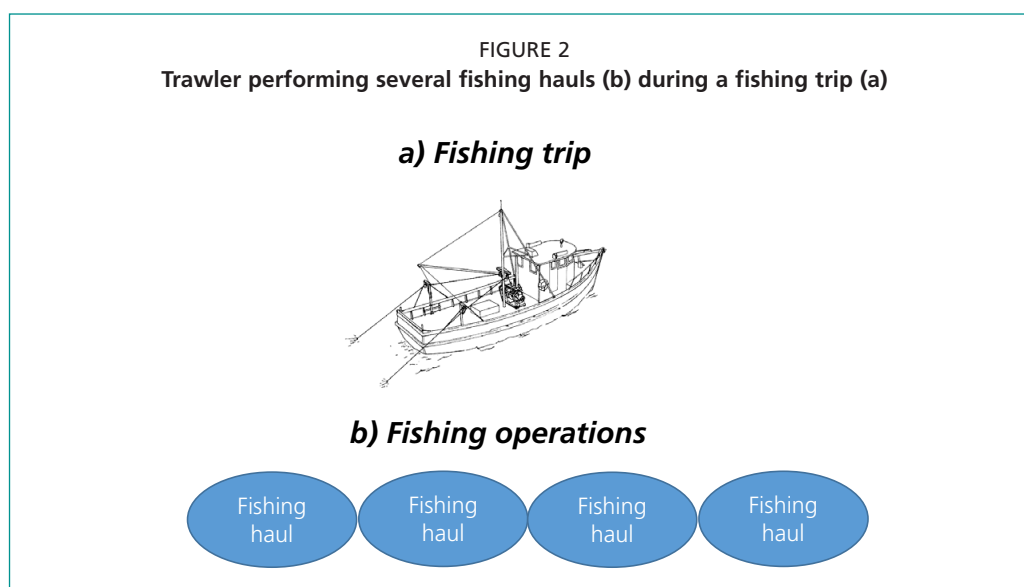 FIGURE 2
Trawler performing several fishing hauls (b) during a fishing trip (a)
a) Fishing trip
b) Fishing operations
Fishing
haul
Fishing
haul
Fishing
haul
Fishing
haul